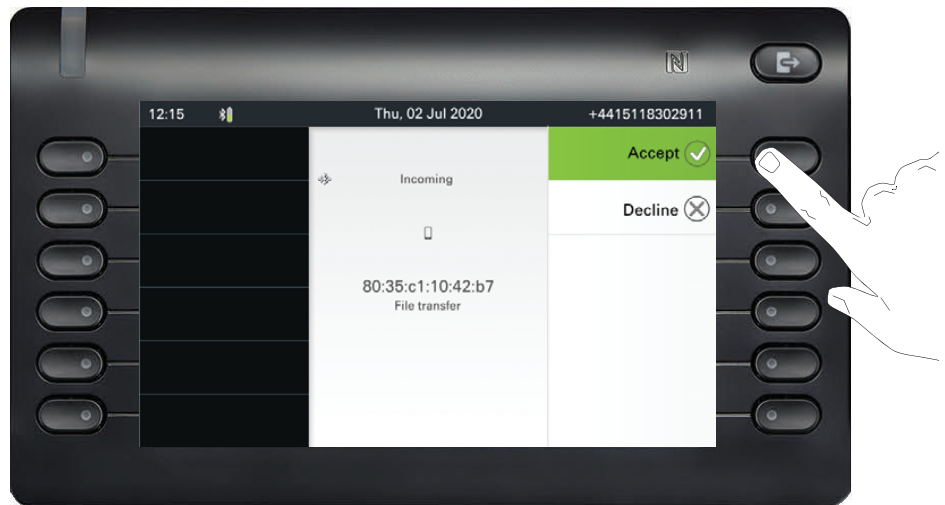 12:15 Thu, 02 Jul 2020 +4415118302911
Accept
Incoming
Decline
80:35:c1:10:42:b7
File transfer